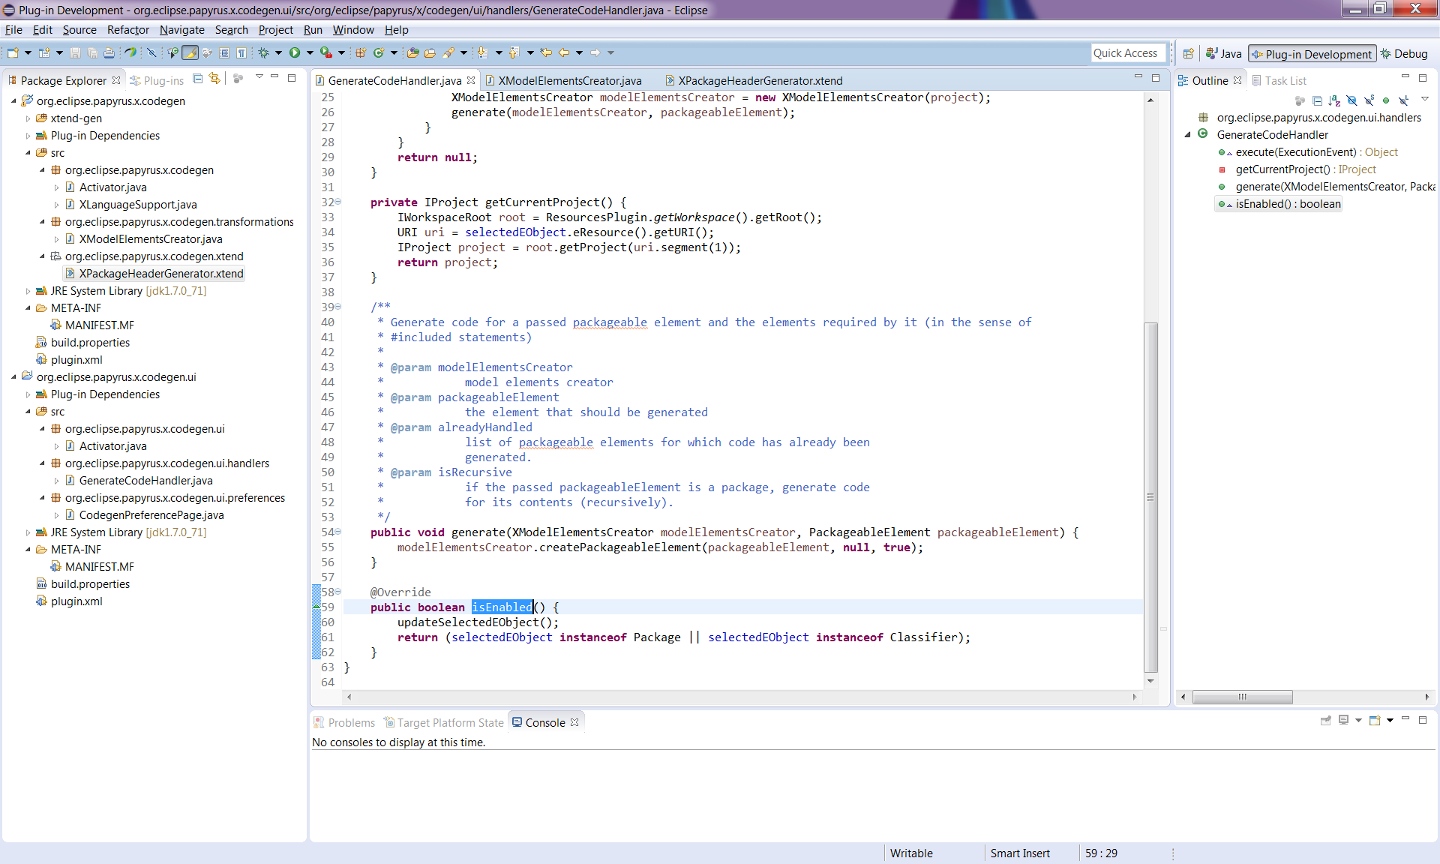 Plug-in Development - org.eclipse.papyrus.x.codegen.ui/src/org/eclipse/papyrus/x/codegen/ui/handlers/GenerateCodeHandler.java - Eclipse
File Edit Source Refactor Navigate Search Project Run Window Help
Quick Access Java Plug-in Development Debug
Package Explorer Plug-ins
org.eclipse.papyrus.x.codegen
xtend-gen
Plug-in Dependencies
src
org.eclipse.papyrus.x.codegen
Activator.java
XLanguageSupport.java
org.eclipse.papyrus.x.codegen.transformations
XModelElementsCreator.java
org.eclipse.papyrus.x.codegen.xtend
XPackageHeaderGenerator.xtend
JRE System Library [jdk1.7.0_71]
META-INF
MANIFEST.MF
build.properties
plugin.xml
org.eclipse.papyrus.x.codegen.ui
Plug-in Dependencies
src
org.eclipse.papyrus.x.codegen.ui
Activator.java
org.eclipse.papyrus.x.codegen.ui.handlers
GenerateCodeHandler.java
org.eclipse.papyrus.x.codegen.ui.preferences
CodegenPreferencePage.java
JRE System Library [jdk1.7.0_71]
META-INF
MANIFEST.MF
build.properties
plugin.xml
GenerateCodeHandler.java XModelElementsCreator.java XPackageHeaderGenerator.xtend
25 XModelElementsCreator modelElementsCreator = new XModelElementsCreator(project);
26 generate(modelElementsCreator, packageableElement);
27 }
28 }
29 return null;
30 }
31
32 private IProject getCurrentProject() {
33 IWorkspaceRoot root = ResourcesPlugin.getWorkspace().getRoot();
34 URI uri = selectedEObject.eResource().getURI();
35 IProject project = root.getProject(uri.segment(1));
36 return project;
37 }
38
39 /**
40 * Generate code for a passed packageable element and the elements required by it (in the sense of
41 * #included statements)
42 *
43 * @param modelElementsCreator
44 * model elements creator
45 * @param packageableElement
46 * the element that should be generated
47 * @param alreadyHandled
48 * list of packageable elements for which code has already been
49 * generated.
50 * @param isRecursive
51 * if the passed packageableElement is a package, generate code
52 * for its contents (recursively).
53 */
54 public void generate(XModelElementsCreator modelElementsCreator, PackageableElement packageableElement) {
55 modelElementsCreator.createPackageableElement(packageableElement, null, true);
56 }
57
58 @Override
59 public boolean isEnabled() {
60 updateSelectedEObject();
61 return (selectedEObject instanceof Package || selectedEObject instanceof Classifier);
62 }
63 }
64
Outline Task List
org.eclipse.papyrus.x.codegen.ui.handlers
GenerateCodeHandler
execute(ExecutionEvent) : Object
getCurrentProject() : IProject
generate(XModelElementsCreator, Packa
isEnabled() : boolean
Problems Target Platform State Console
No consoles to display at this time.
Writable Smart Insert 59 : 29